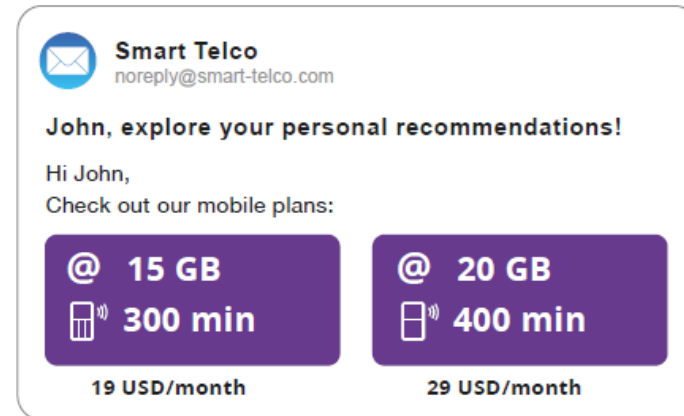 Smart Telco
noreply@smart-telco.com
John, explore your personal recommendations!
Hi John,
Check out our mobile plans:
@ 15 GB
300 min
19 USD/month
@ 20 GB
400 min
29 USD/month